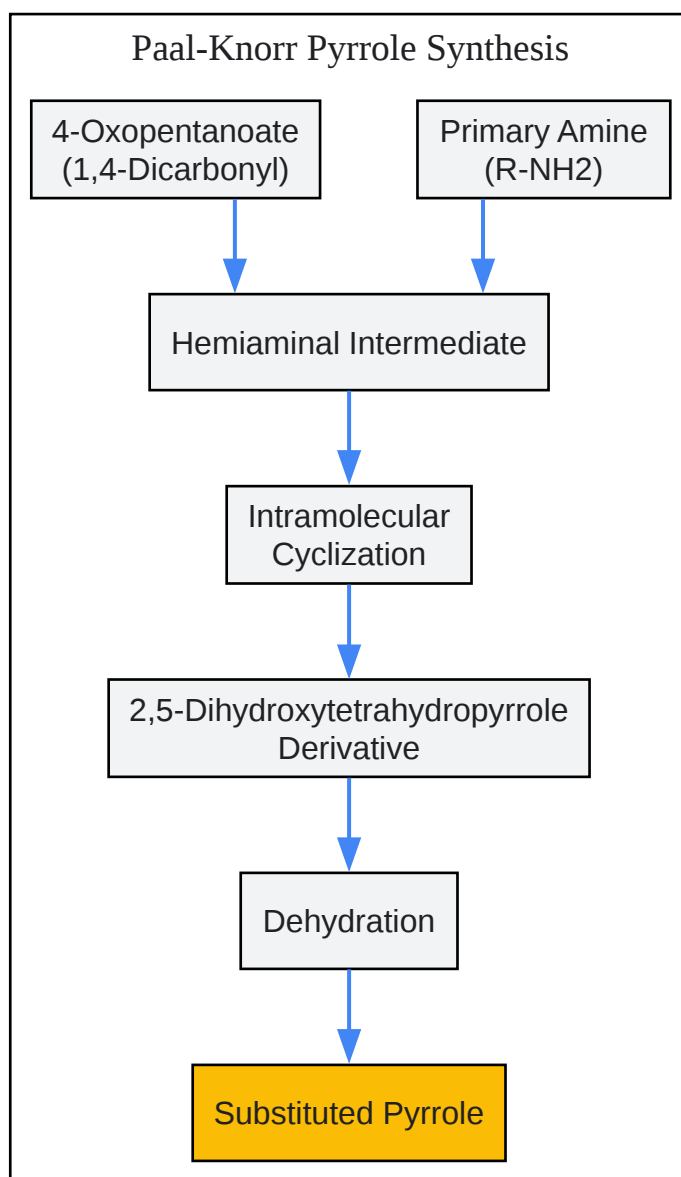 Paal-Knorr Pyrrole Synthesis
4-Oxopentanoate
(1,4-Dicarbonyl)
Primary Amine
(R-NH2)
Hemiaminal Intermediate
Intramolecular
Cyclization
2,5-Dihydroxytetrahydropyrrole
Derivative
Dehydration
Substituted Pyrrole